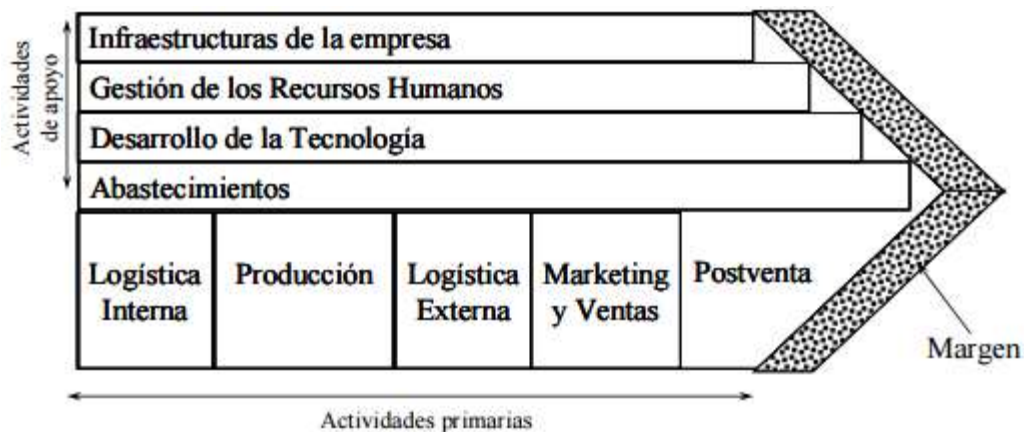 Actividades
de apoyo
Infraestructuras de la empresa
Gestión de los Recursos Humanos
Desarrollo de la Tecnología
Abastecimientos
Logística
Interna
Producción
Logística
Externa
Marketing
y Ventas
Postventa
Margen
Actividades primarias